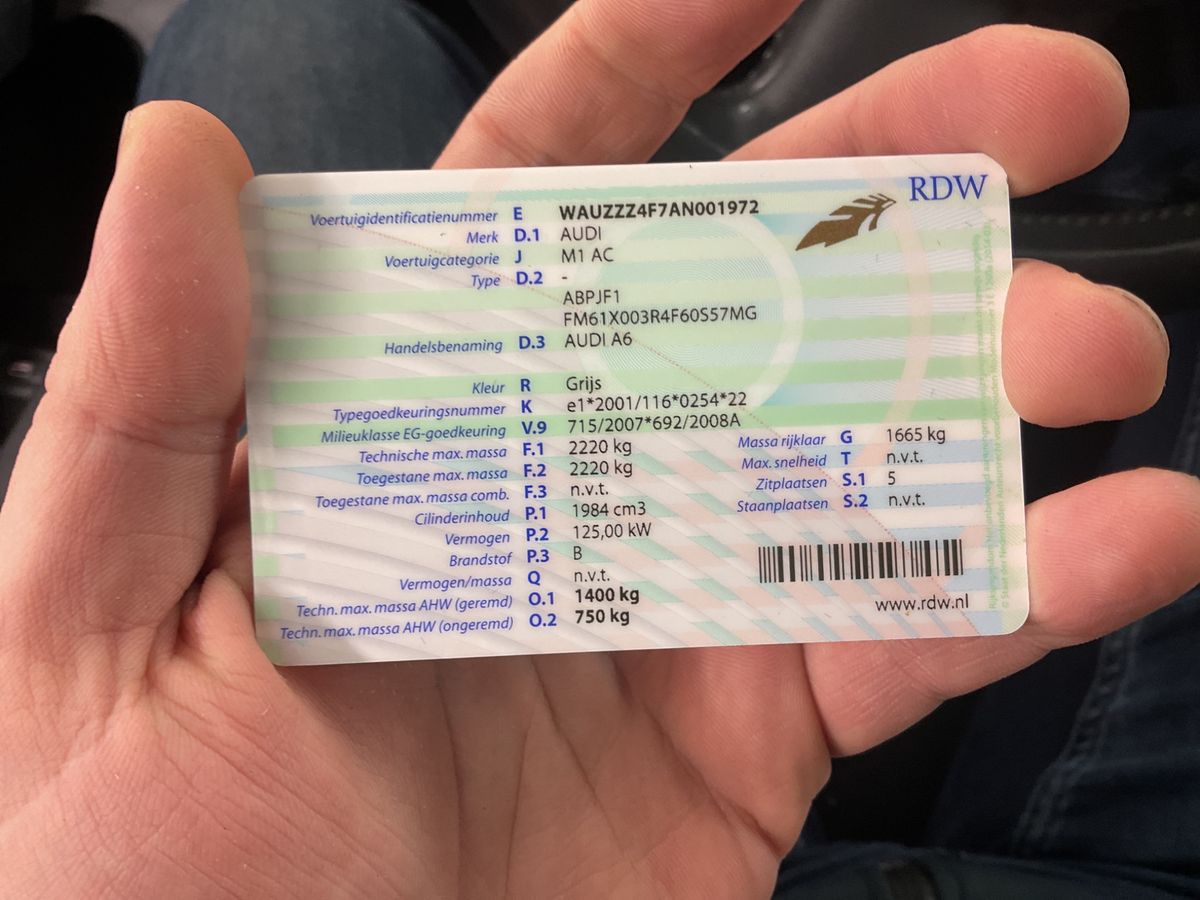 RDW
Voertuigidentificatienummer E WAUZZZ4F7AN001972
Merk D.1 AUDI
Voertuigcategorie J M1 AC
Type D.2 -
ABPJF1
FM61X003R4F60S57MG
Handelsbenaming D.3 AUDI A6
Kleur R Grijs
Typegoedkeuringsnummer K e1*2001/116*0254*22
Milieuklasse EG-goedkeuring V.9 715/2007*692/2008A
Technische max. massa F.1 2220 kg
Toegestane max. massa F.2 2220 kg
Toegestane max. massa comb. F.3 n.v.t.
Cilinderinhoud P.1 1984 cm3
Vermogen P.2 125,00 kW
Brandstof P.3 B
Vermogen/massa Q n.v.t.
Techn. max. massa AHW (geremd) O.1 1400 kg
Techn. max. massa AHW (ongeremd) O.2 750 kg
Massa rijklaar G 1665 kg
Max. snelheid T n.v.t.
Zitplaatsen S.1 5
Staanplaatsen S.2 n.v.t.
www.rdw.nl